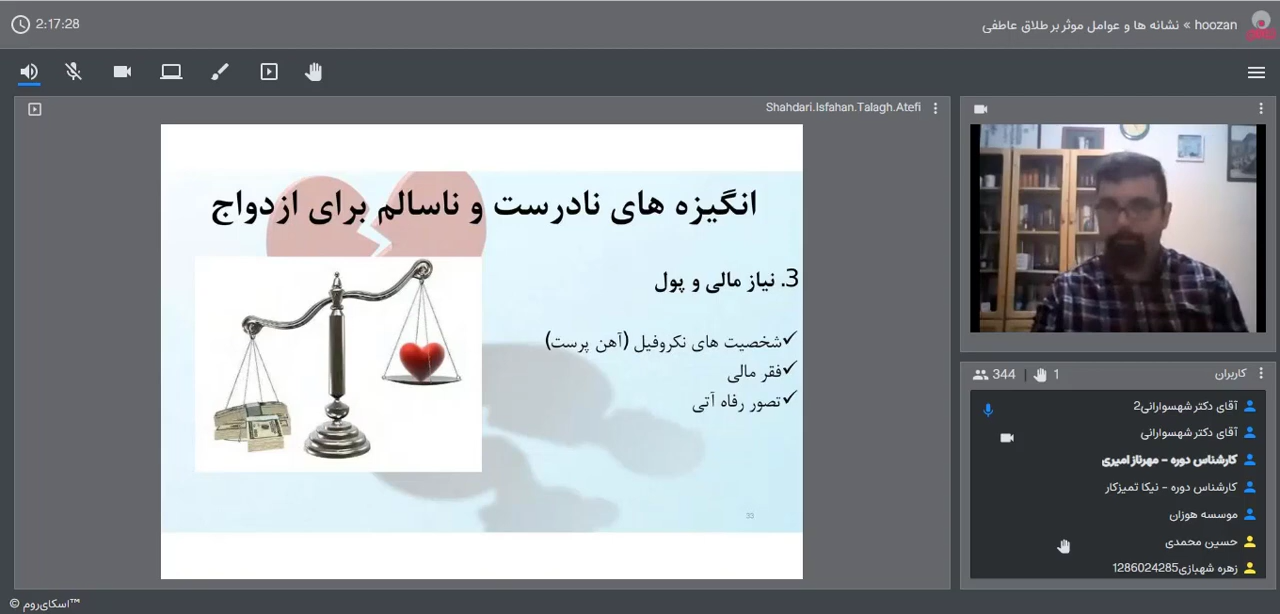 2:17:28
hoozan » نشانه ها و عوامل موثر بر طلاق عاطفی
Shahdari.Isfahan.Talagh.Atefi
انگیزه های نادرست و ناسالم برای ازدواج
3. نیاز مالی و پول
✓شخصیت های نکروفیل (آهن پرست)
✓فقر مالی
✓تصور رفاه آتی
33
344 | 1
کاربران
آقای دکتر شهسوارانی2
آقای دکتر شهسوارانی
کارشناس دوره - مهرناز امیری
کارشناس دوره - نیکا تمیزکار
موسسه هوزان
حسین محمدی
زهره شهبازی1286024285
© اسکای‌روم™